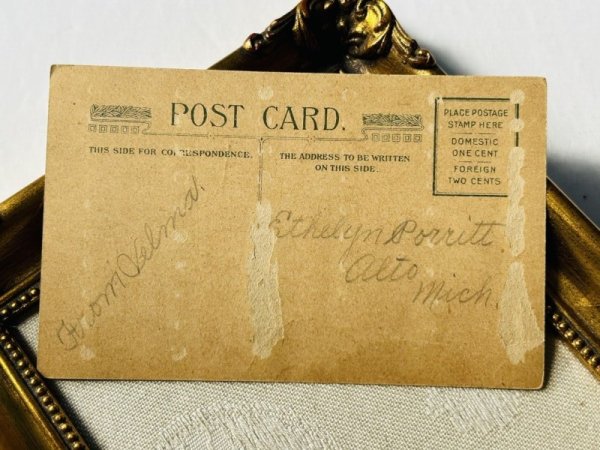 POST CARD.
THIS SIDE FOR CORRESPONDENCE.
THE ADDRESS TO BE WRITTEN
ON THIS SIDE.
PLACE POSTAGE
STAMP HERE
DOMESTIC
ONE CENT
FOREIGN
TWO CENTS
From Velma.
Ethelyn Porritt
Alto
Mich.